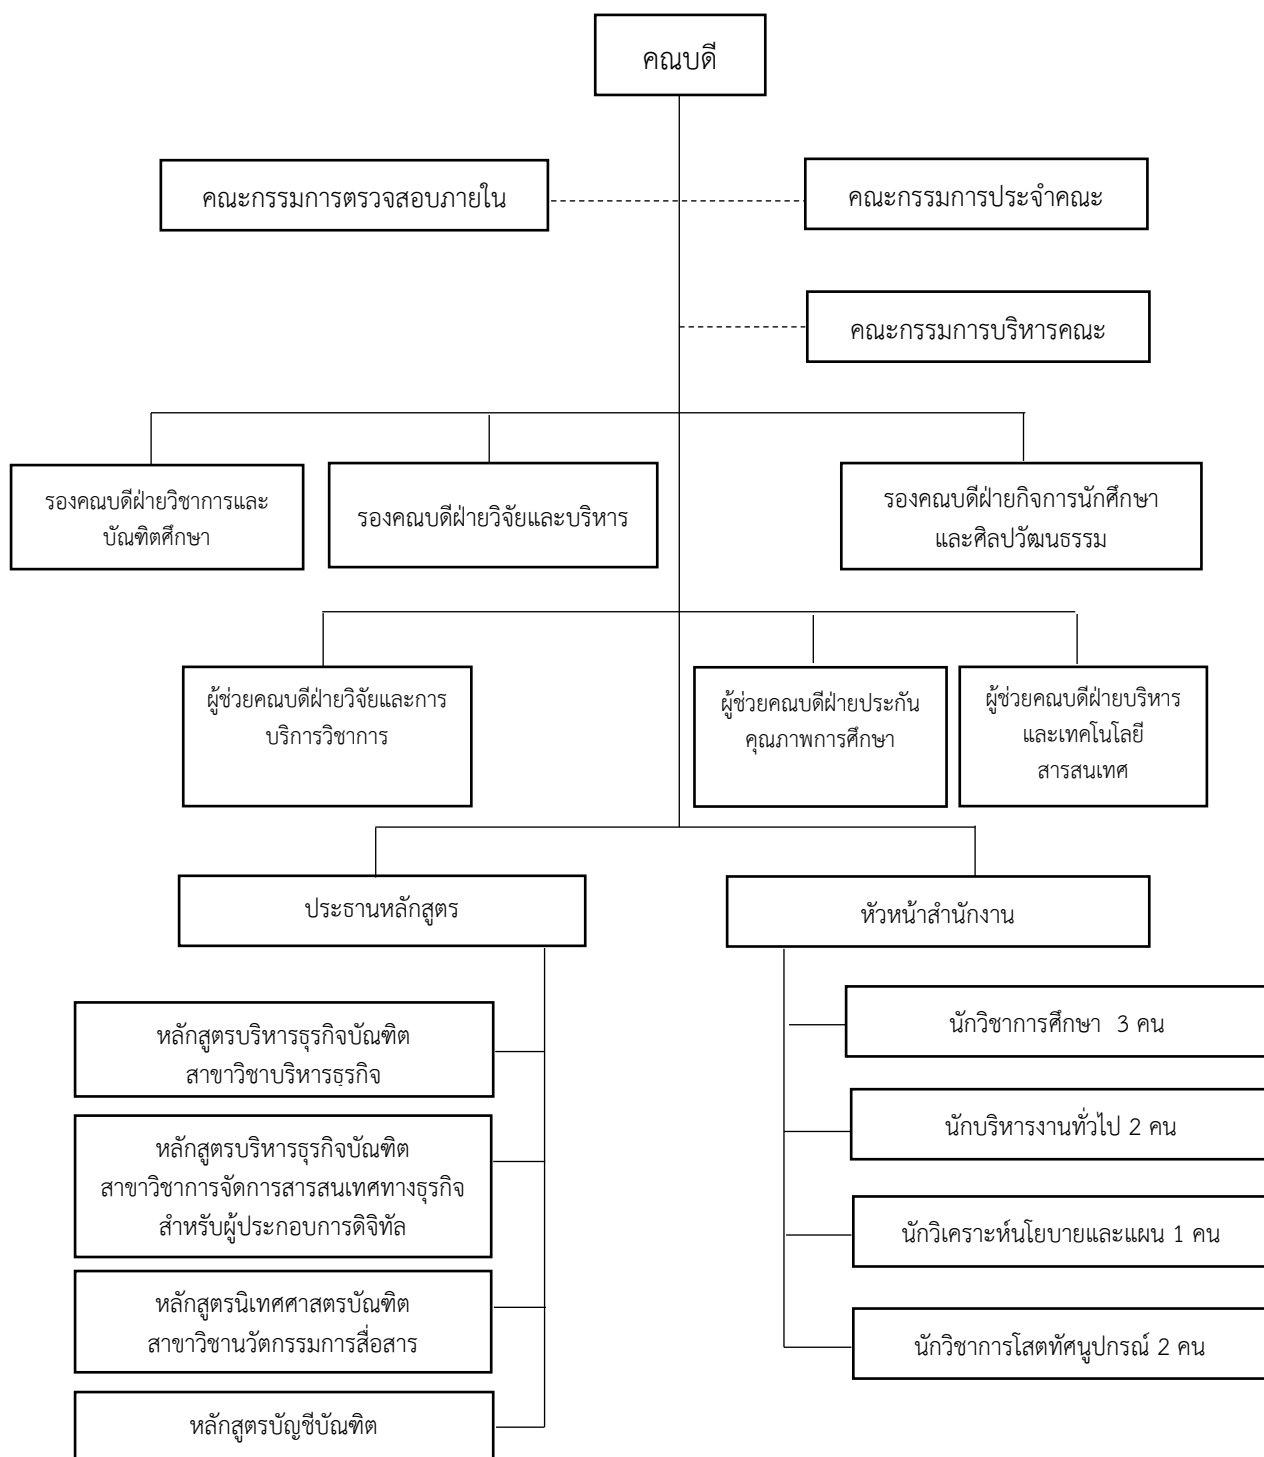 คณบดี
คณะกรรมการตรวจสอบภายใน
คณะกรรมการประจำคณะ
คณะกรรมการบริหารคณะ
รองคณบดีฝ่ายวิชาการและ
บัณฑิตศึกษา
รองคณบดีฝ่ายวิจัยและบริหาร
รองคณบดีฝ่ายกิจการนักศึกษา
และศิลปวัฒนธรรม
ผู้ช่วยคณบดีฝ่ายวิจัยและการ
บริการวิชาการ
ผู้ช่วยคณบดีฝ่ายประกัน
คุณภาพการศึกษา
ผู้ช่วยคณบดีฝ่ายบริหาร
และเทคโนโลยี
สารสนเทศ
ประธานหลักสูตร
หลักสูตรบริหารธุรกิจบัณฑิต
สาขาวิชาบริหารธุรกิจ
หลักสูตรบริหารธุรกิจบัณฑิต
สาขาวิชาการจัดการสารสนเทศทางธุรกิจ
สำหรับผู้ประกอบการดิจิทัล
หลักสูตรนิเทศศาสตรบัณฑิต
สาขาวิชานวัตกรรมการสื่อสาร
หลักสูตรบัญชีบัณฑิต
หัวหน้าสำนักงาน
นักวิชาการศึกษา 3 คน
นักบริหารงานทั่วไป 2 คน
นักวิเคราะห์นโยบายและแผน 1 คน
นักวิชาการโสตทัศนูปกรณ์ 2 คน